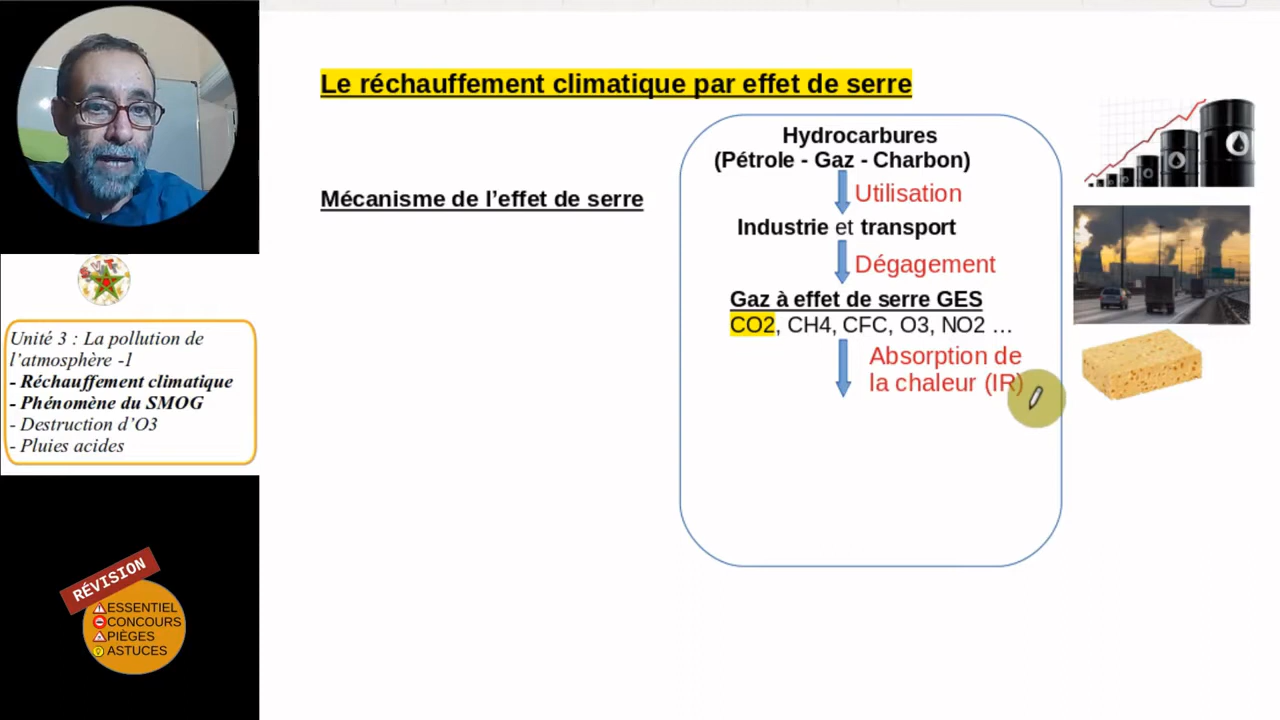 Le réchauffement climatique par effet de serre
Mécanisme de l’effet de serre
Hydrocarbures
(Pétrole - Gaz - Charbon)
Utilisation
Industrie et transport
Dégagement
Gaz à effet de serre GES
CO2, CH4, CFC, O3, NO2 ...
Absorption de
la chaleur (IR)
Unité 3 : La pollution de
l’atmosphère -1
- Réchauffement climatique
- Phénomène du SMOG
- Destruction d’O3
- Pluies acides
RÉVISION
ESSENTIEL
CONCOURS
PIÈGES
ASTUCES